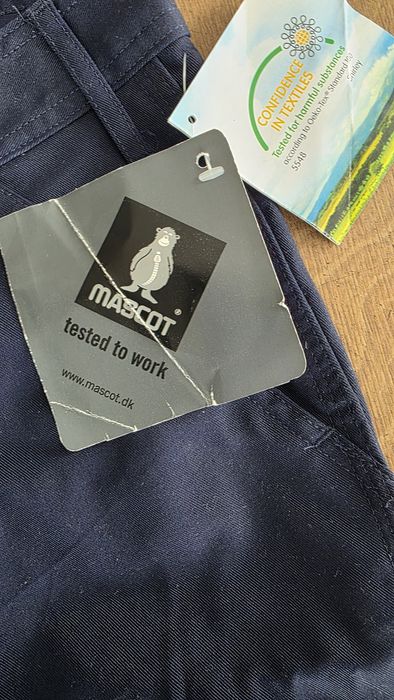 CONFIDENCE
IN TEXTILES
Tested for harmful substances
according to Oeko-Tex® Standard 100
5548
Shirley
MASCOT®
tested to work
www.mascot.dk